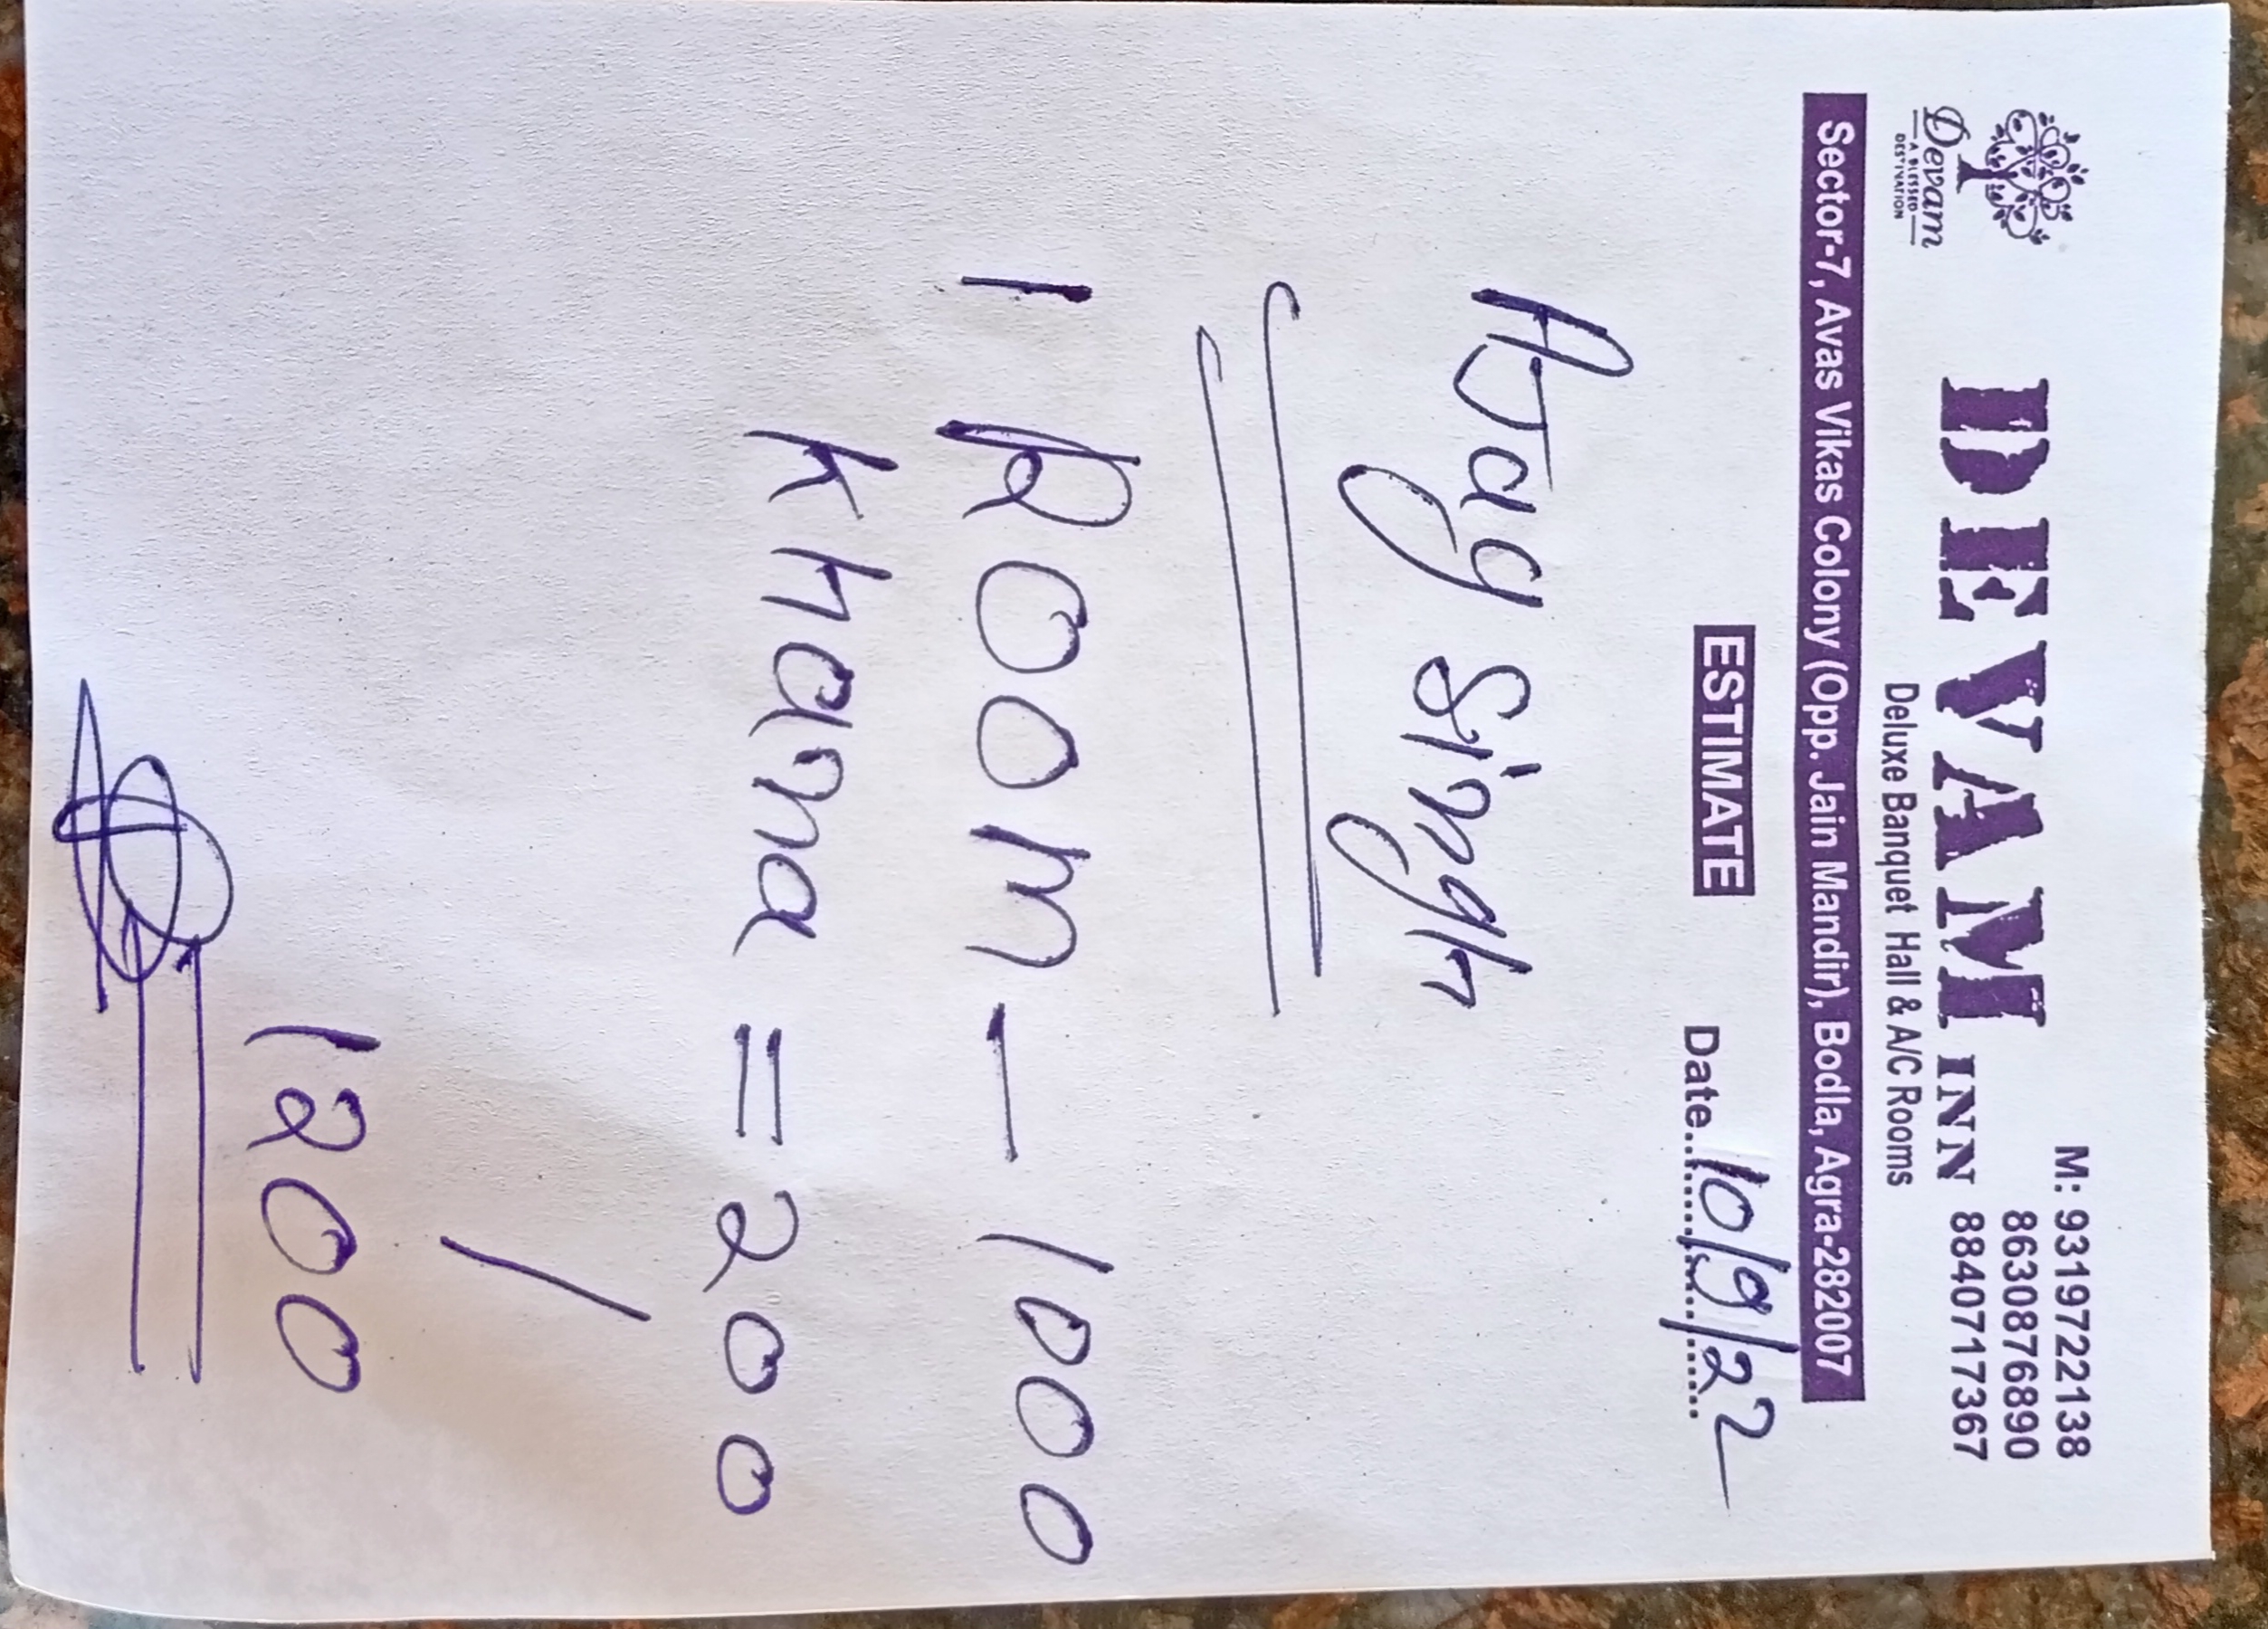 M: 9319722138
8630876890
8840717367
Devam
A BLESSED
DESTINATION
DEVAM INN
Deluxe Banquet Hall & A/C Rooms
Sector-7, Avas Vikas Colony (Opp. Jain Mandir), Bodla, Agra-282007
ESTIMATE
Date 10/9/22
AJay Singh
1 Room — 1000
Khana = 200
/
1200